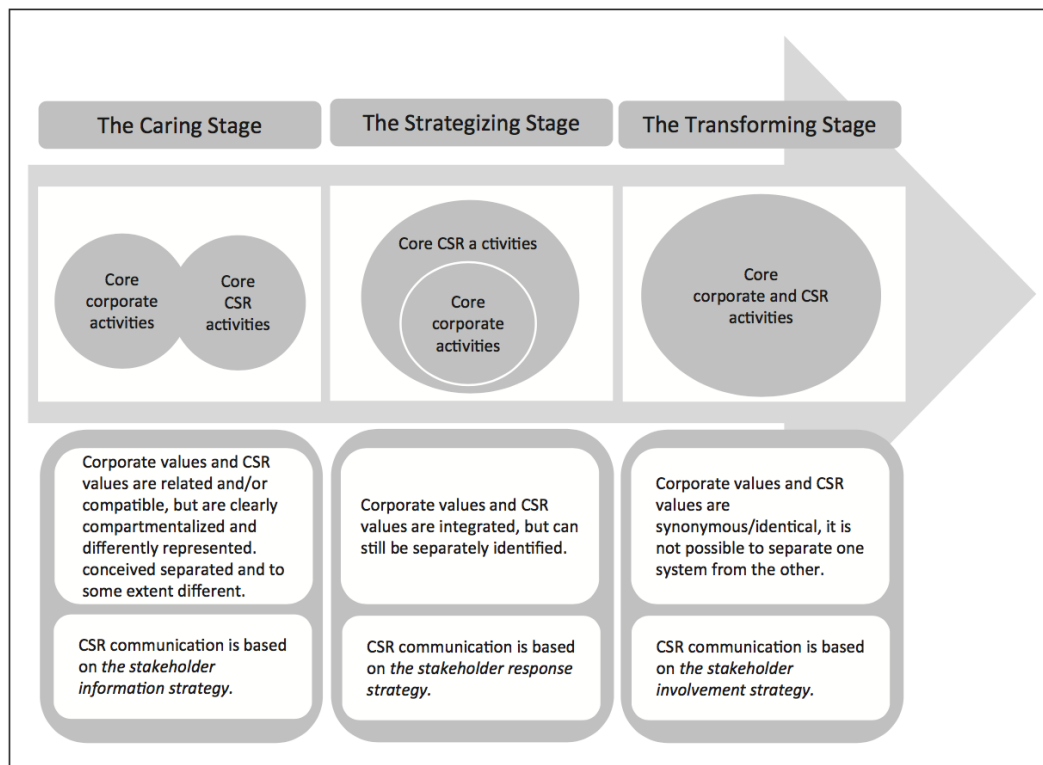 The Caring Stage
The Strategizing Stage
The Transforming Stage
Core
corporate
activities
Core
CSR
activities
Core CSR a ctivities
Core
corporate
activities
Core
corporate and CSR
activities
Corporate values and CSR
values are related and/or
compatible, but are clearly
compartmentalized and
differently represented.
conceived separated and to
some extent different.
Corporate values and CSR
values are integrated, but can
still be separately identified.
Corporate values and CSR
values are
synonymous/identical, it is
not possible to separate one
system from the other.
CSR communication is based
on the stakeholder
information strategy.
CSR communication is based
on the stakeholder response
strategy.
CSR communication is based
on the stakeholder
involvement strategy.